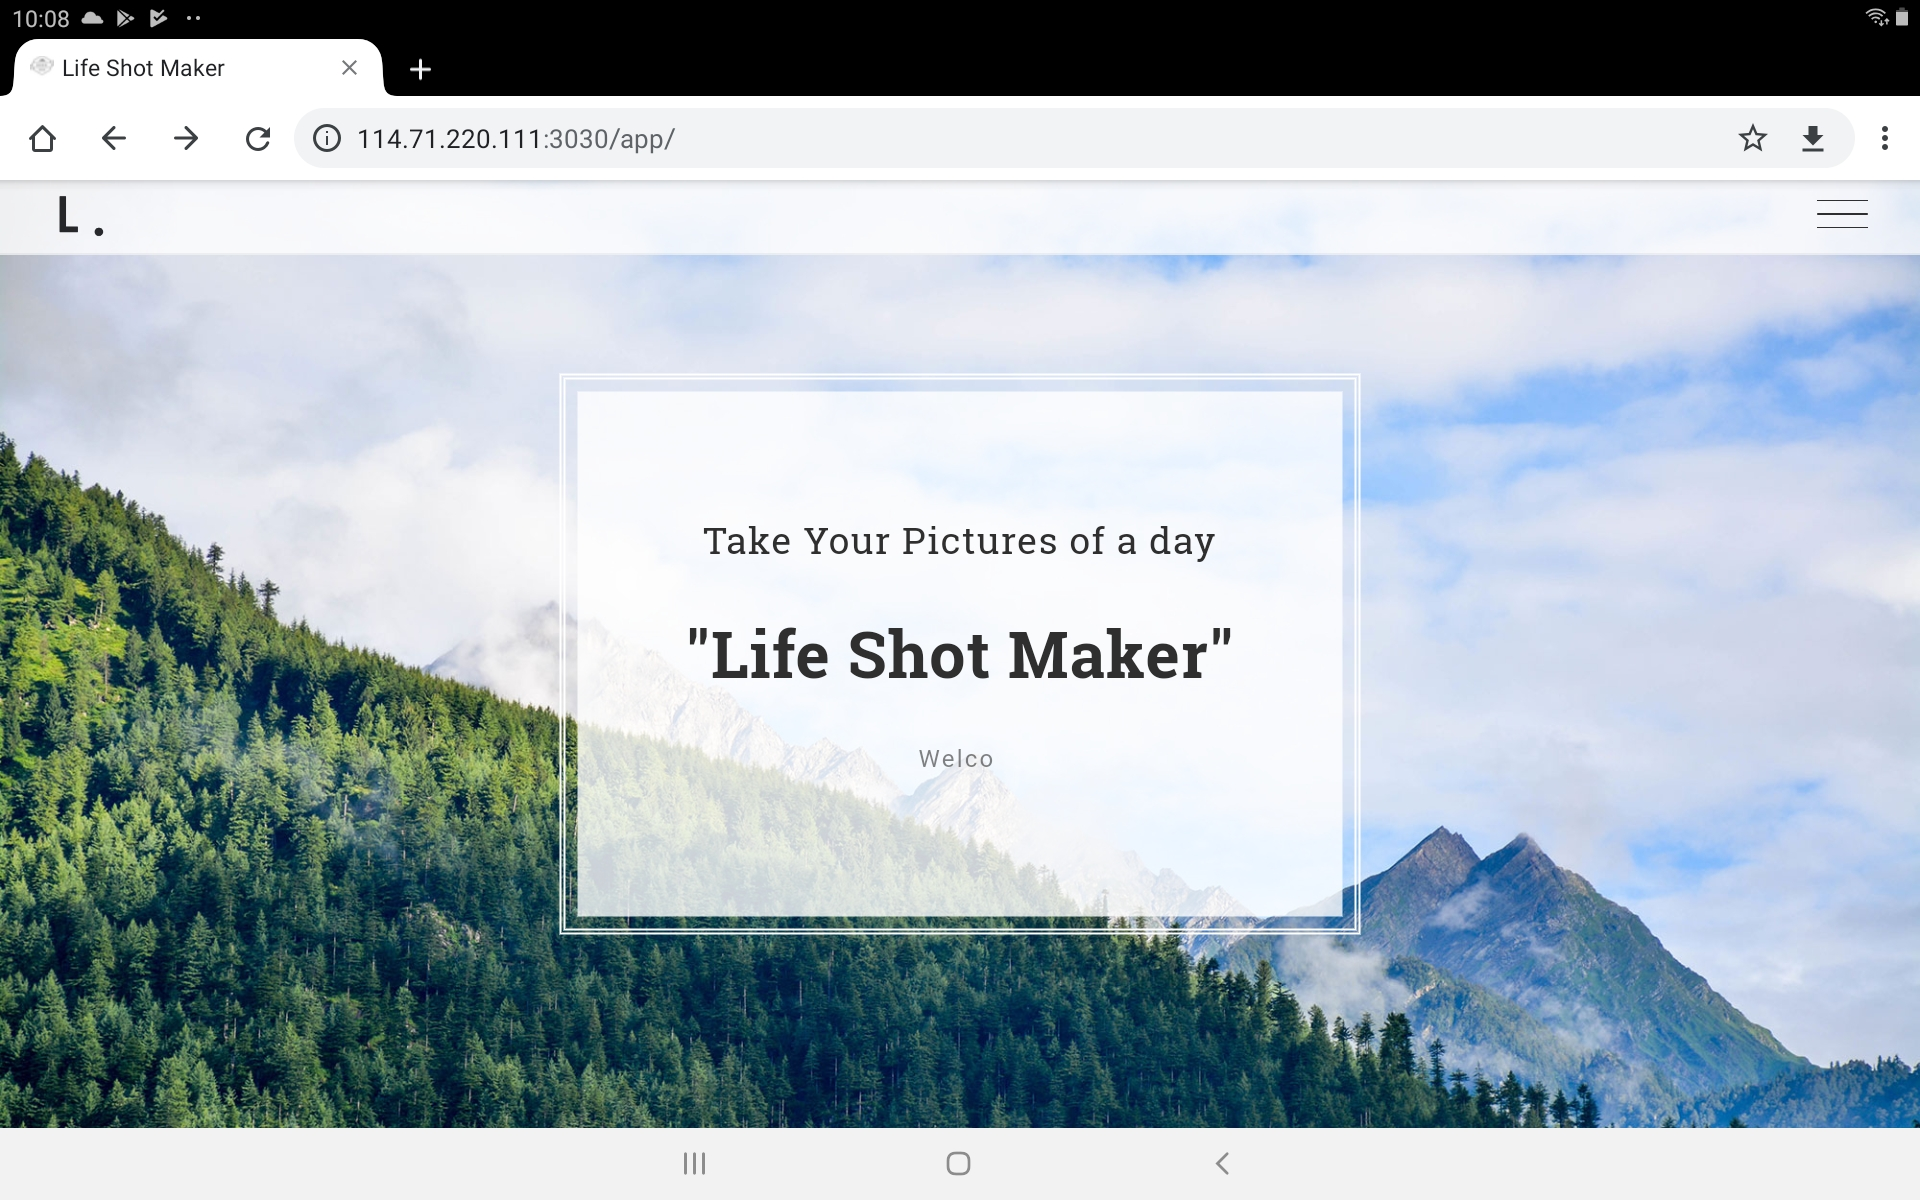 10:08
Life Shot Maker
114.71.220.111:3030/app/
L.
Take Your Pictures of a day
"Life Shot Maker"
Welco